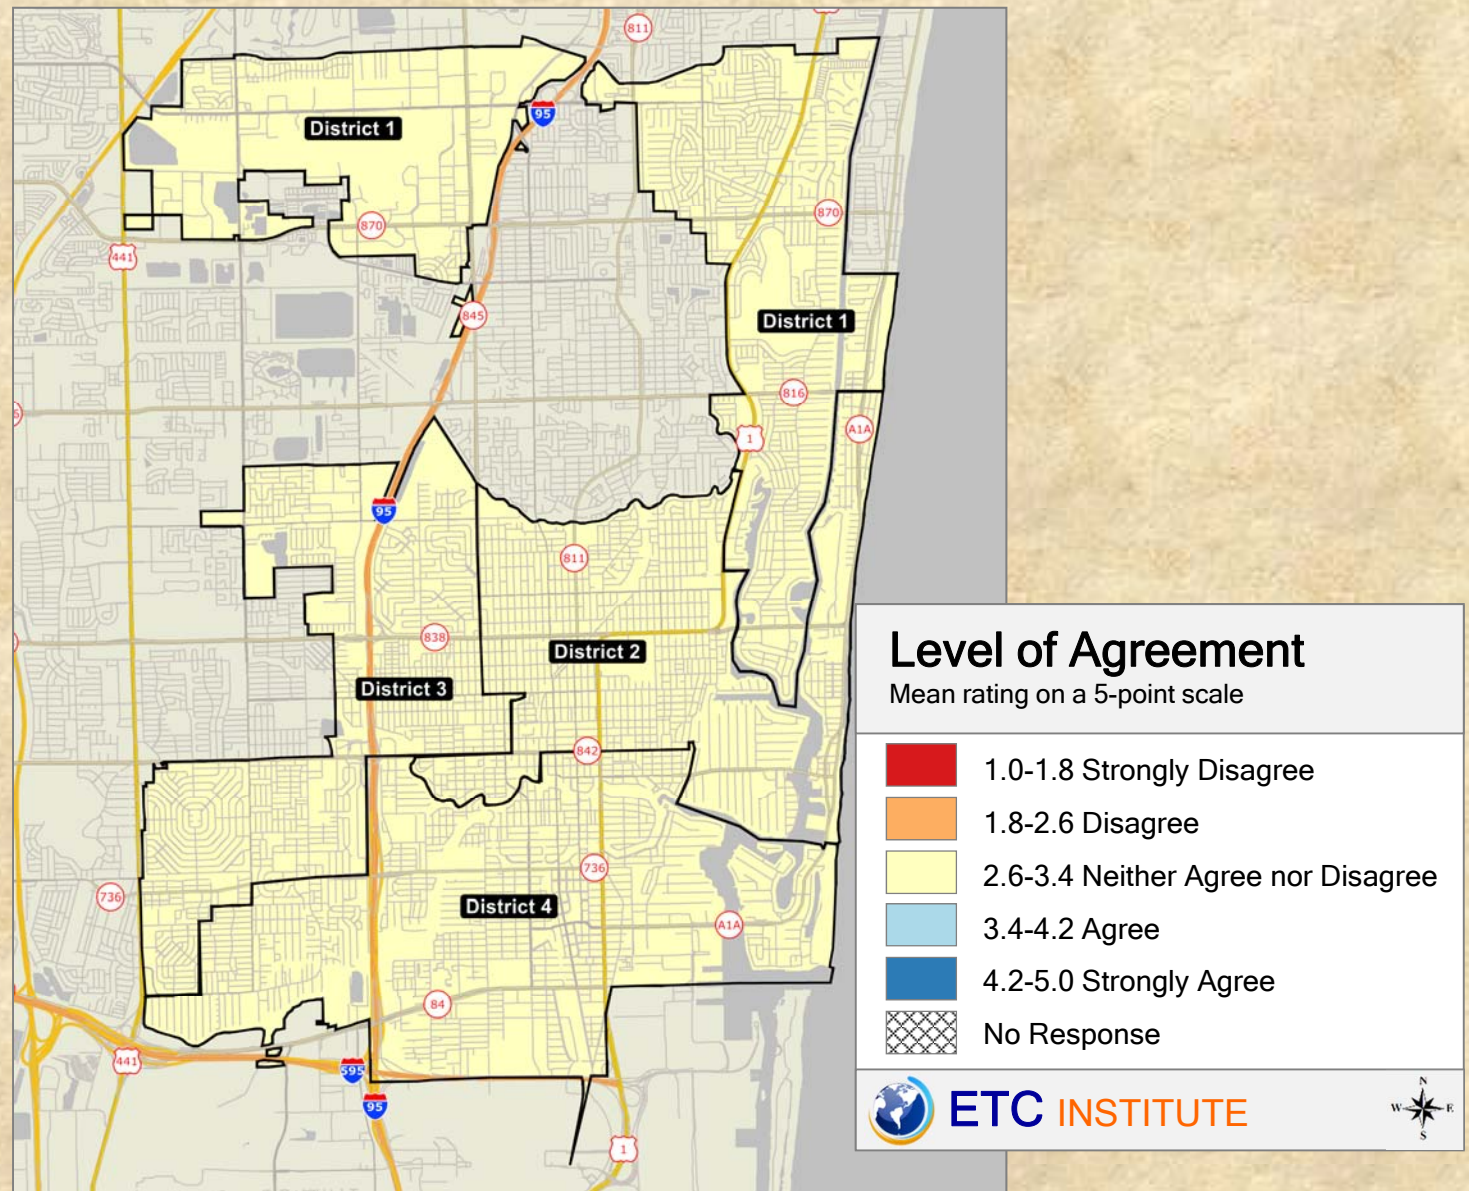 811
95
District 1
870
870
441
845
District 1
816
A1A
1
95
811
838
District 2
District 3
842
736
736
District 4
A1A
84
441
595
95
1
Level of Agreement
Mean rating on a 5-point scale
1.0-1.8 Strongly Disagree
1.8-2.6 Disagree
2.6-3.4 Neither Agree nor Disagree
3.4-4.2 Agree
4.2-5.0 Strongly Agree
No Response
ETC INSTITUTE
N
W E
S